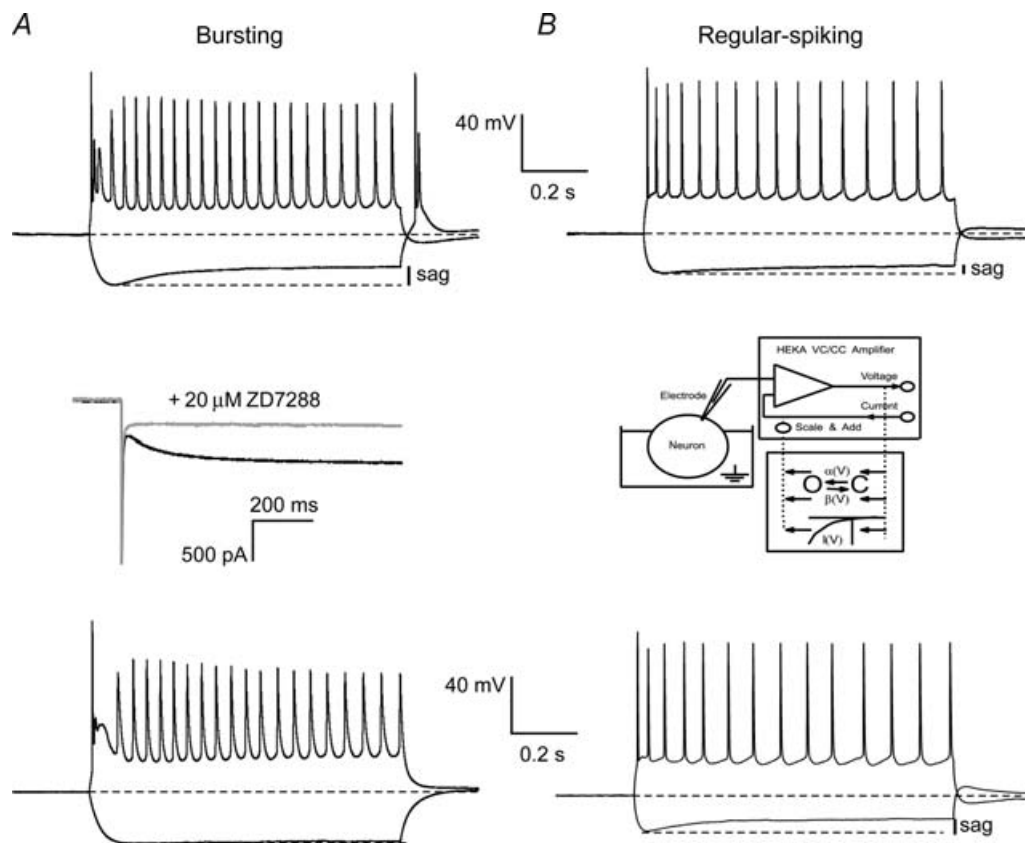 A
Bursting
B
Regular-spiking
40 mV
0.2 s
sag
sag
+ 20 µM ZD7288
200 ms
500 pA
HEKA VC/CC Amplifier
Voltage
Electrode
Current
Scale & Add
Neuron
α(V)
O C
β(V)
I(V)
40 mV
0.2 s
sag